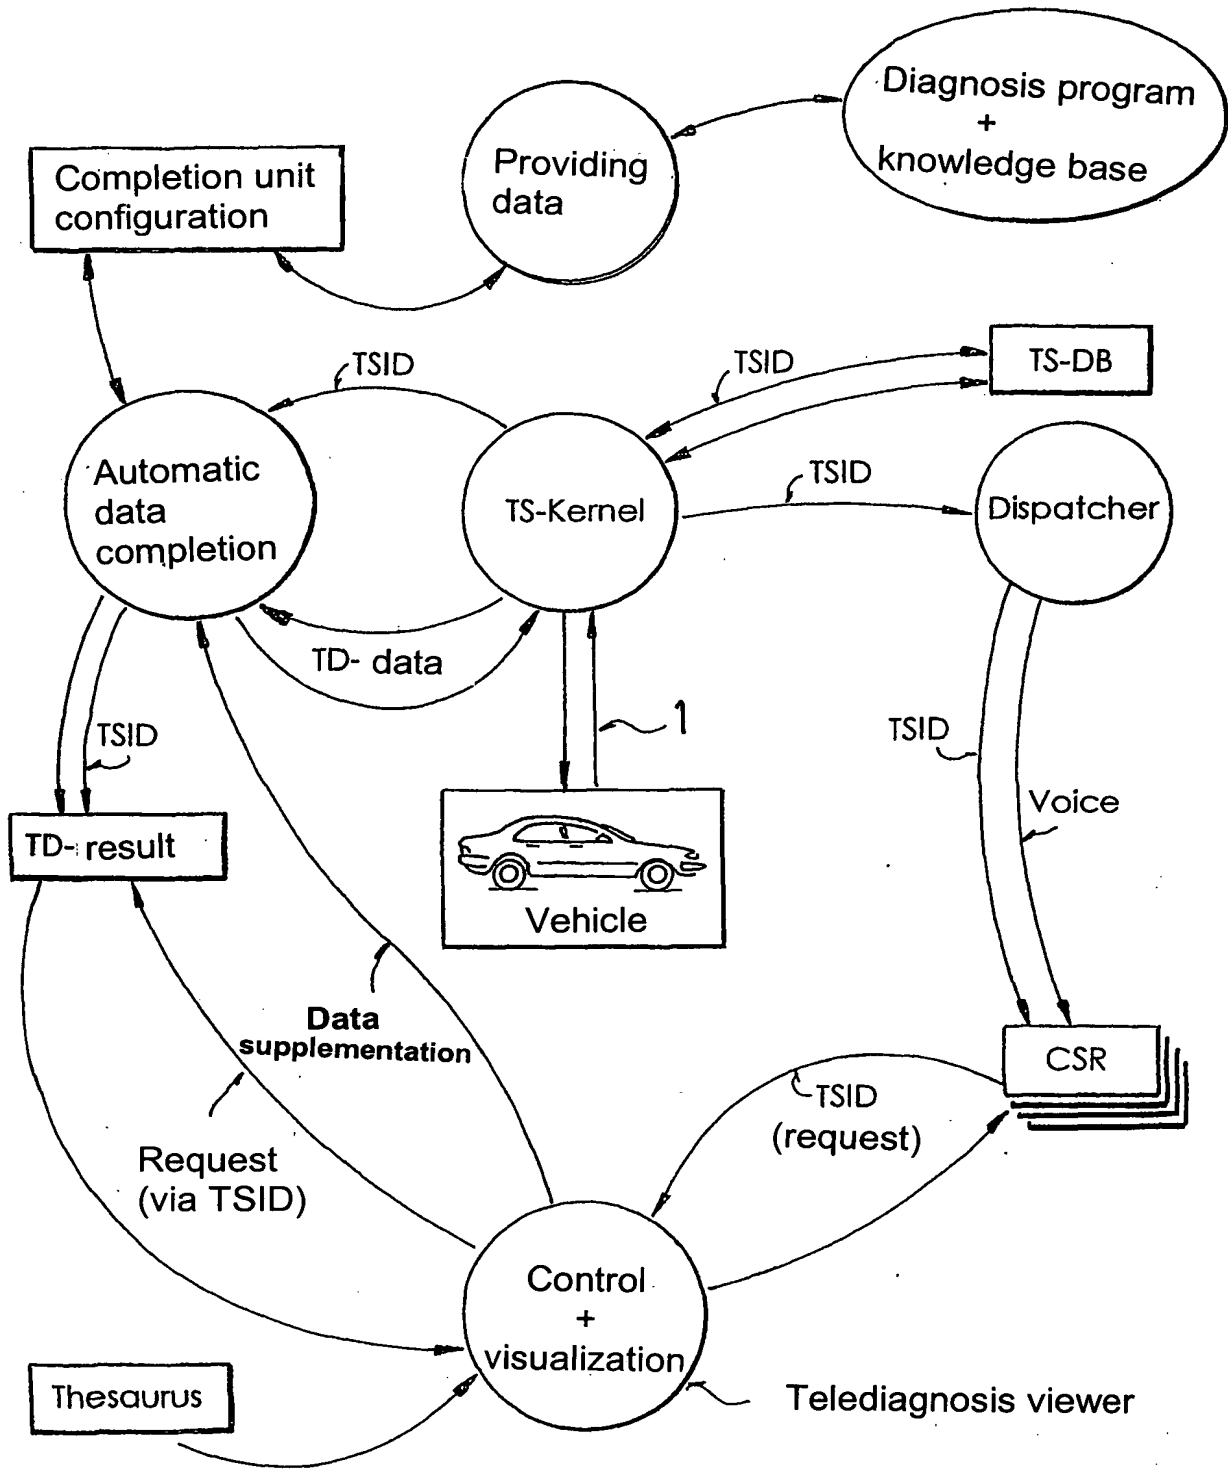 Diagnosis program
+
knowledge base
Providing
data
Completion unit
configuration
TSID
TSID
TS-DB
Automatic
data
completion
TS-Kernel
TSID
Dispatcher
TD- data
TSID
1
TSID
Voice
TD- result
Vehicle
Data
supplementation
CSR
TSID
(request)
Request
(via TSID)
Control
+
visualization
Thesaurus
Telediagnosis viewer